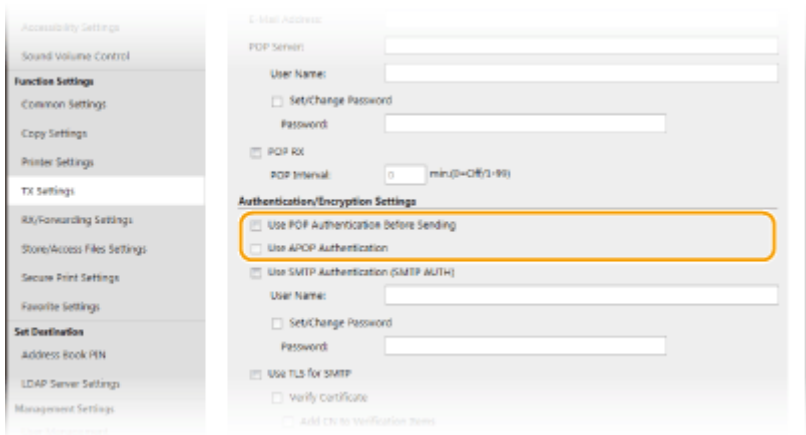 Accessibility Settings
Sound Volume Control
Function Settings
Common Settings
Copy Settings
Printer Settings
TX Settings
RX/Forwarding Settings
Store/Access Files Settings
Secure Print Settings
Favorite Settings
Set Destination
Address Book PIN
LDAP Server Settings
Management Settings
E-Mail Address:
POP Server:
User Name:
Set/Change Password
Password:
POP RX
POP Interval: 0 min.(0=Off/1-99)
Authentication/Encryption Settings
Use POP Authentication Before Sending
Use APOP Authentication
Use SMTP Authentication (SMTP AUTH)
User Name:
Set/Change Password
Password:
Use TLS for SMTP
Verify Certificate
Add CN to Verification Items